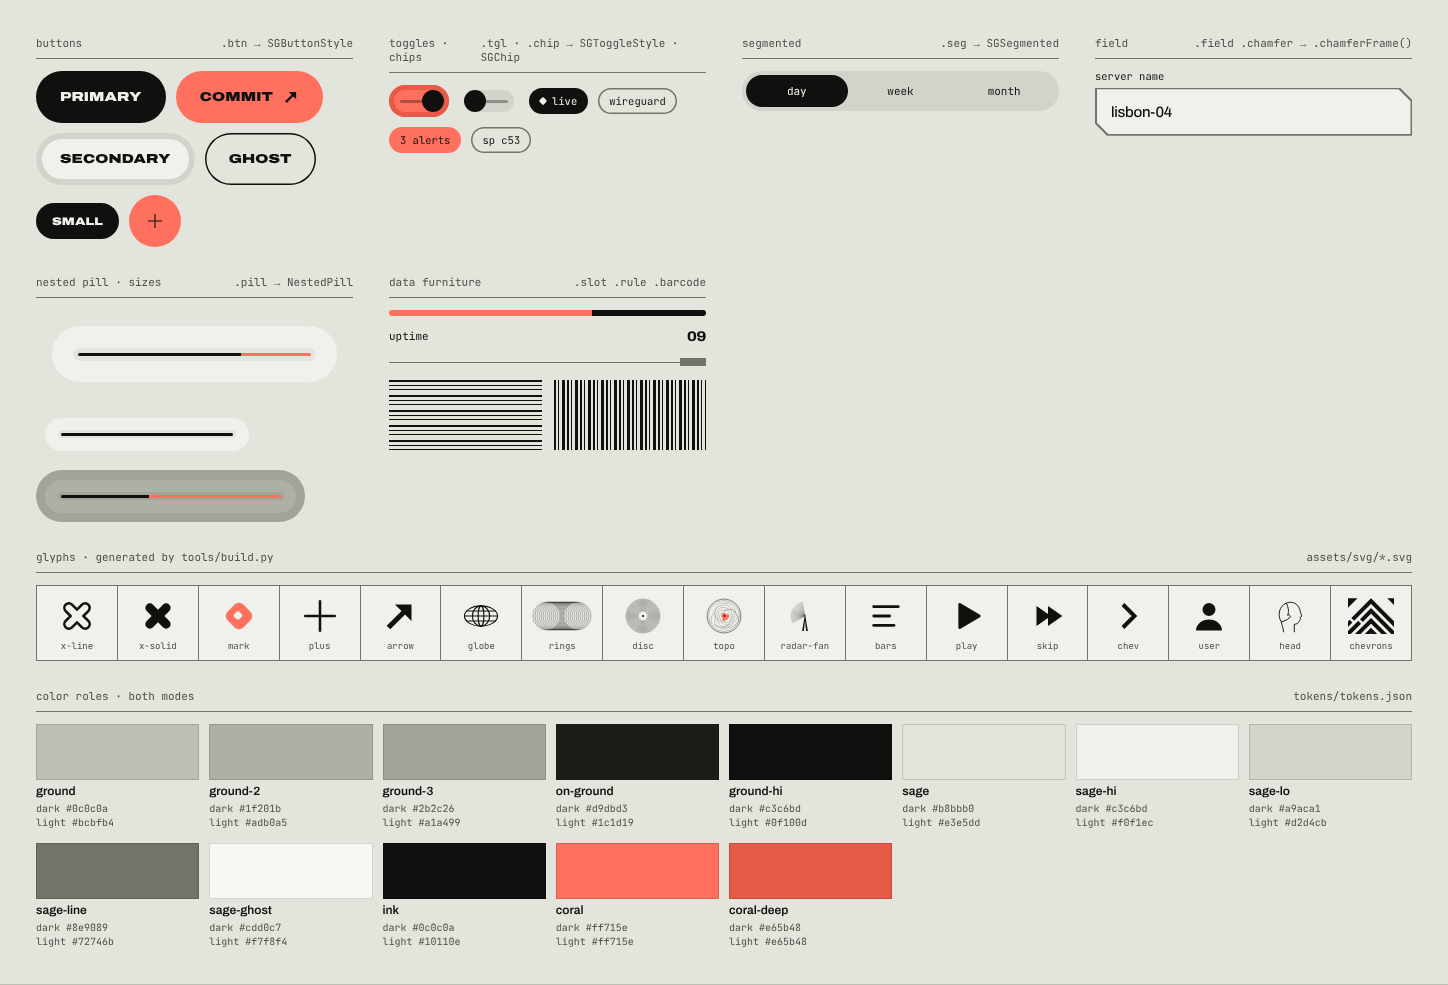 buttons
.btn → SGButtonStyle
PRIMARY
COMMIT ↗
SECONDARY
GHOST
SMALL
toggles · chips
.tgl · .chip → SGToggleStyle · SGChip
live
wireguard
3 alerts
sp c53
segmented
.seg → SGSegmented
day
week
month
field
.field .chamfer → .chamferFrame()
server name
lisbon-04
nested pill · sizes
.pill → NestedPill
data furniture
.slot .rule .barcode
uptime
09
glyphs · generated by tools/build.py
assets/svg/*.svg
x-line
x-solid
mark
plus
arrow
globe
rings
disc
topo
radar-fan
bars
play
skip
chev
user
head
chevrons
color roles · both modes
tokens/tokens.json
ground
dark #0c0c0a
light #bcbfb4
ground-2
dark #1f201b
light #adb0a5
ground-3
dark #2b2c26
light #a1a499
on-ground
dark #d9dbd3
light #1c1d19
ground-hi
dark #c3c6bd
light #0f100d
sage
dark #b8bbb0
light #e3e5dd
sage-hi
dark #c3c6bd
light #f0f1ec
sage-lo
dark #a9aca1
light #d2d4cb
sage-line
dark #8e9089
light #72746b
sage-ghost
dark #cdd0c7
light #f7f8f4
ink
dark #0c0c0a
light #10110e
coral
dark #ff715e
light #ff715e
coral-deep
dark #e65b48
light #e65b48